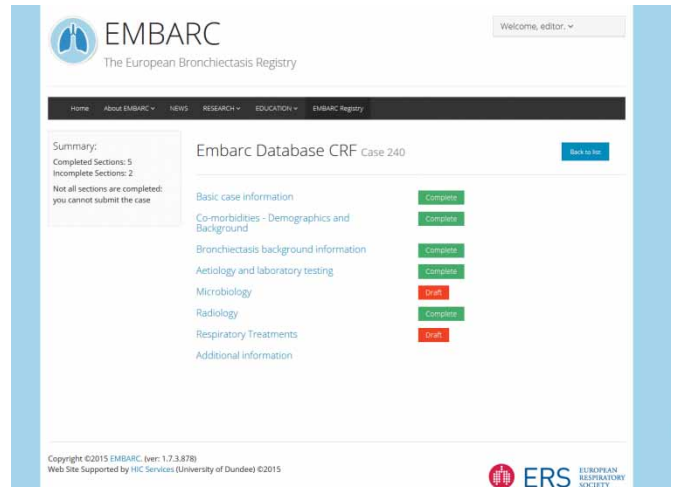 EMBARC
The European Bronchiectasis Registry
Welcome, editor.
Home About EMBARC NEWS RESEARCH EDUCATION EMBARC Registry
Summary:
Completed Sections: 5
Incomplete Sections: 2
Not all sections are completed:
you cannot submit the case
Embarc Database CRF Case 240
Back to list
Basic case information Complete
Co-morbidities - Demographics and
Background Complete
Bronchiectasis background information Complete
Aetiology and laboratory testing Complete
Microbiology Draft
Radiology Complete
Respiratory Treatments Draft
Additional information
Copyright ©2015 EMBARC. (ver: 1.7.3.878)
Web Site Supported by HIC Services (University of Dundee) ©2015
ERS EUROPEAN
RESPIRATORY
SOCIETY